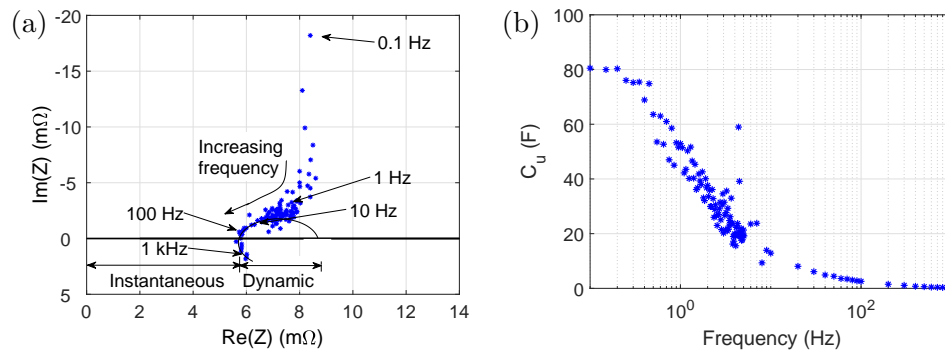 (a)
-20
-15
-10
-5
0
5
Im(Z) (mΩ)
0.1 Hz
Increasing
frequency
1 Hz
10 Hz
100 Hz
1 kHz
Instantaneous
Dynamic
0 2 4 6 8 10 12 14
Re(Z) (mΩ)
(b)
100
80
60
40
20
0
C_u (F)
10^0 10^2
Frequency (Hz)